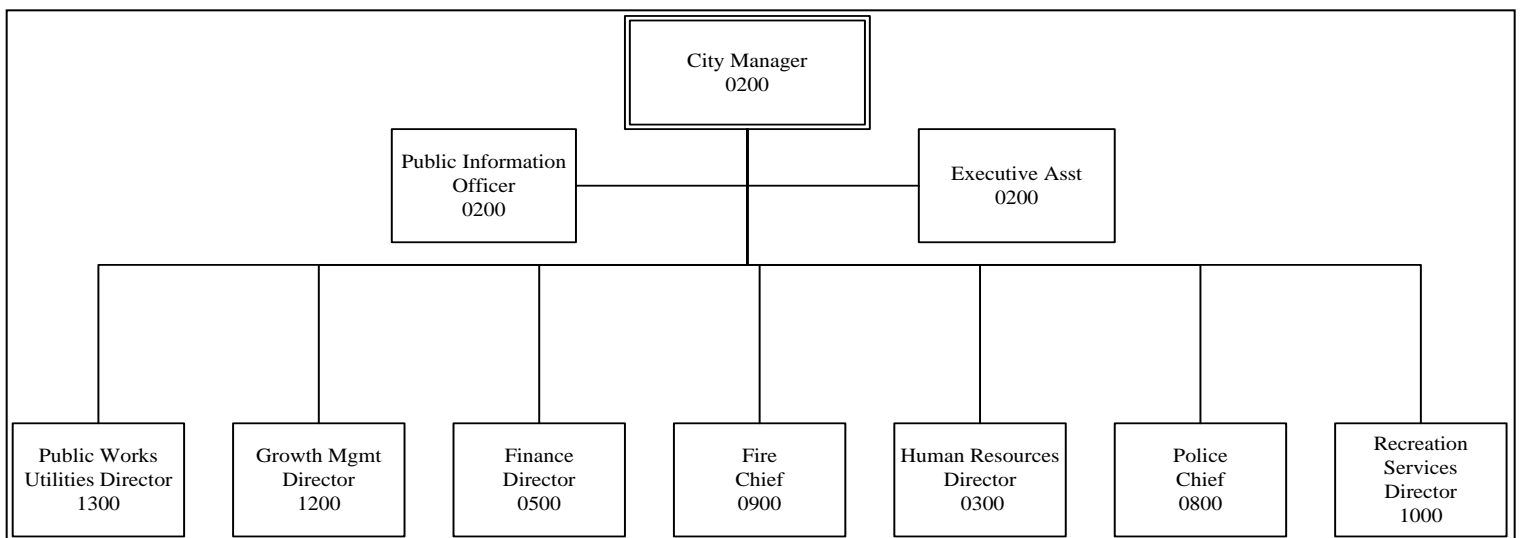 City Manager
0200
Public Information
Officer
0200
Executive Asst
0200
Public Works
Utilities Director
1300
Growth Mgmt
Director
1200
Finance
Director
0500
Fire
Chief
0900
Human Resources
Director
0300
Police
Chief
0800
Recreation
Services
Director
1000